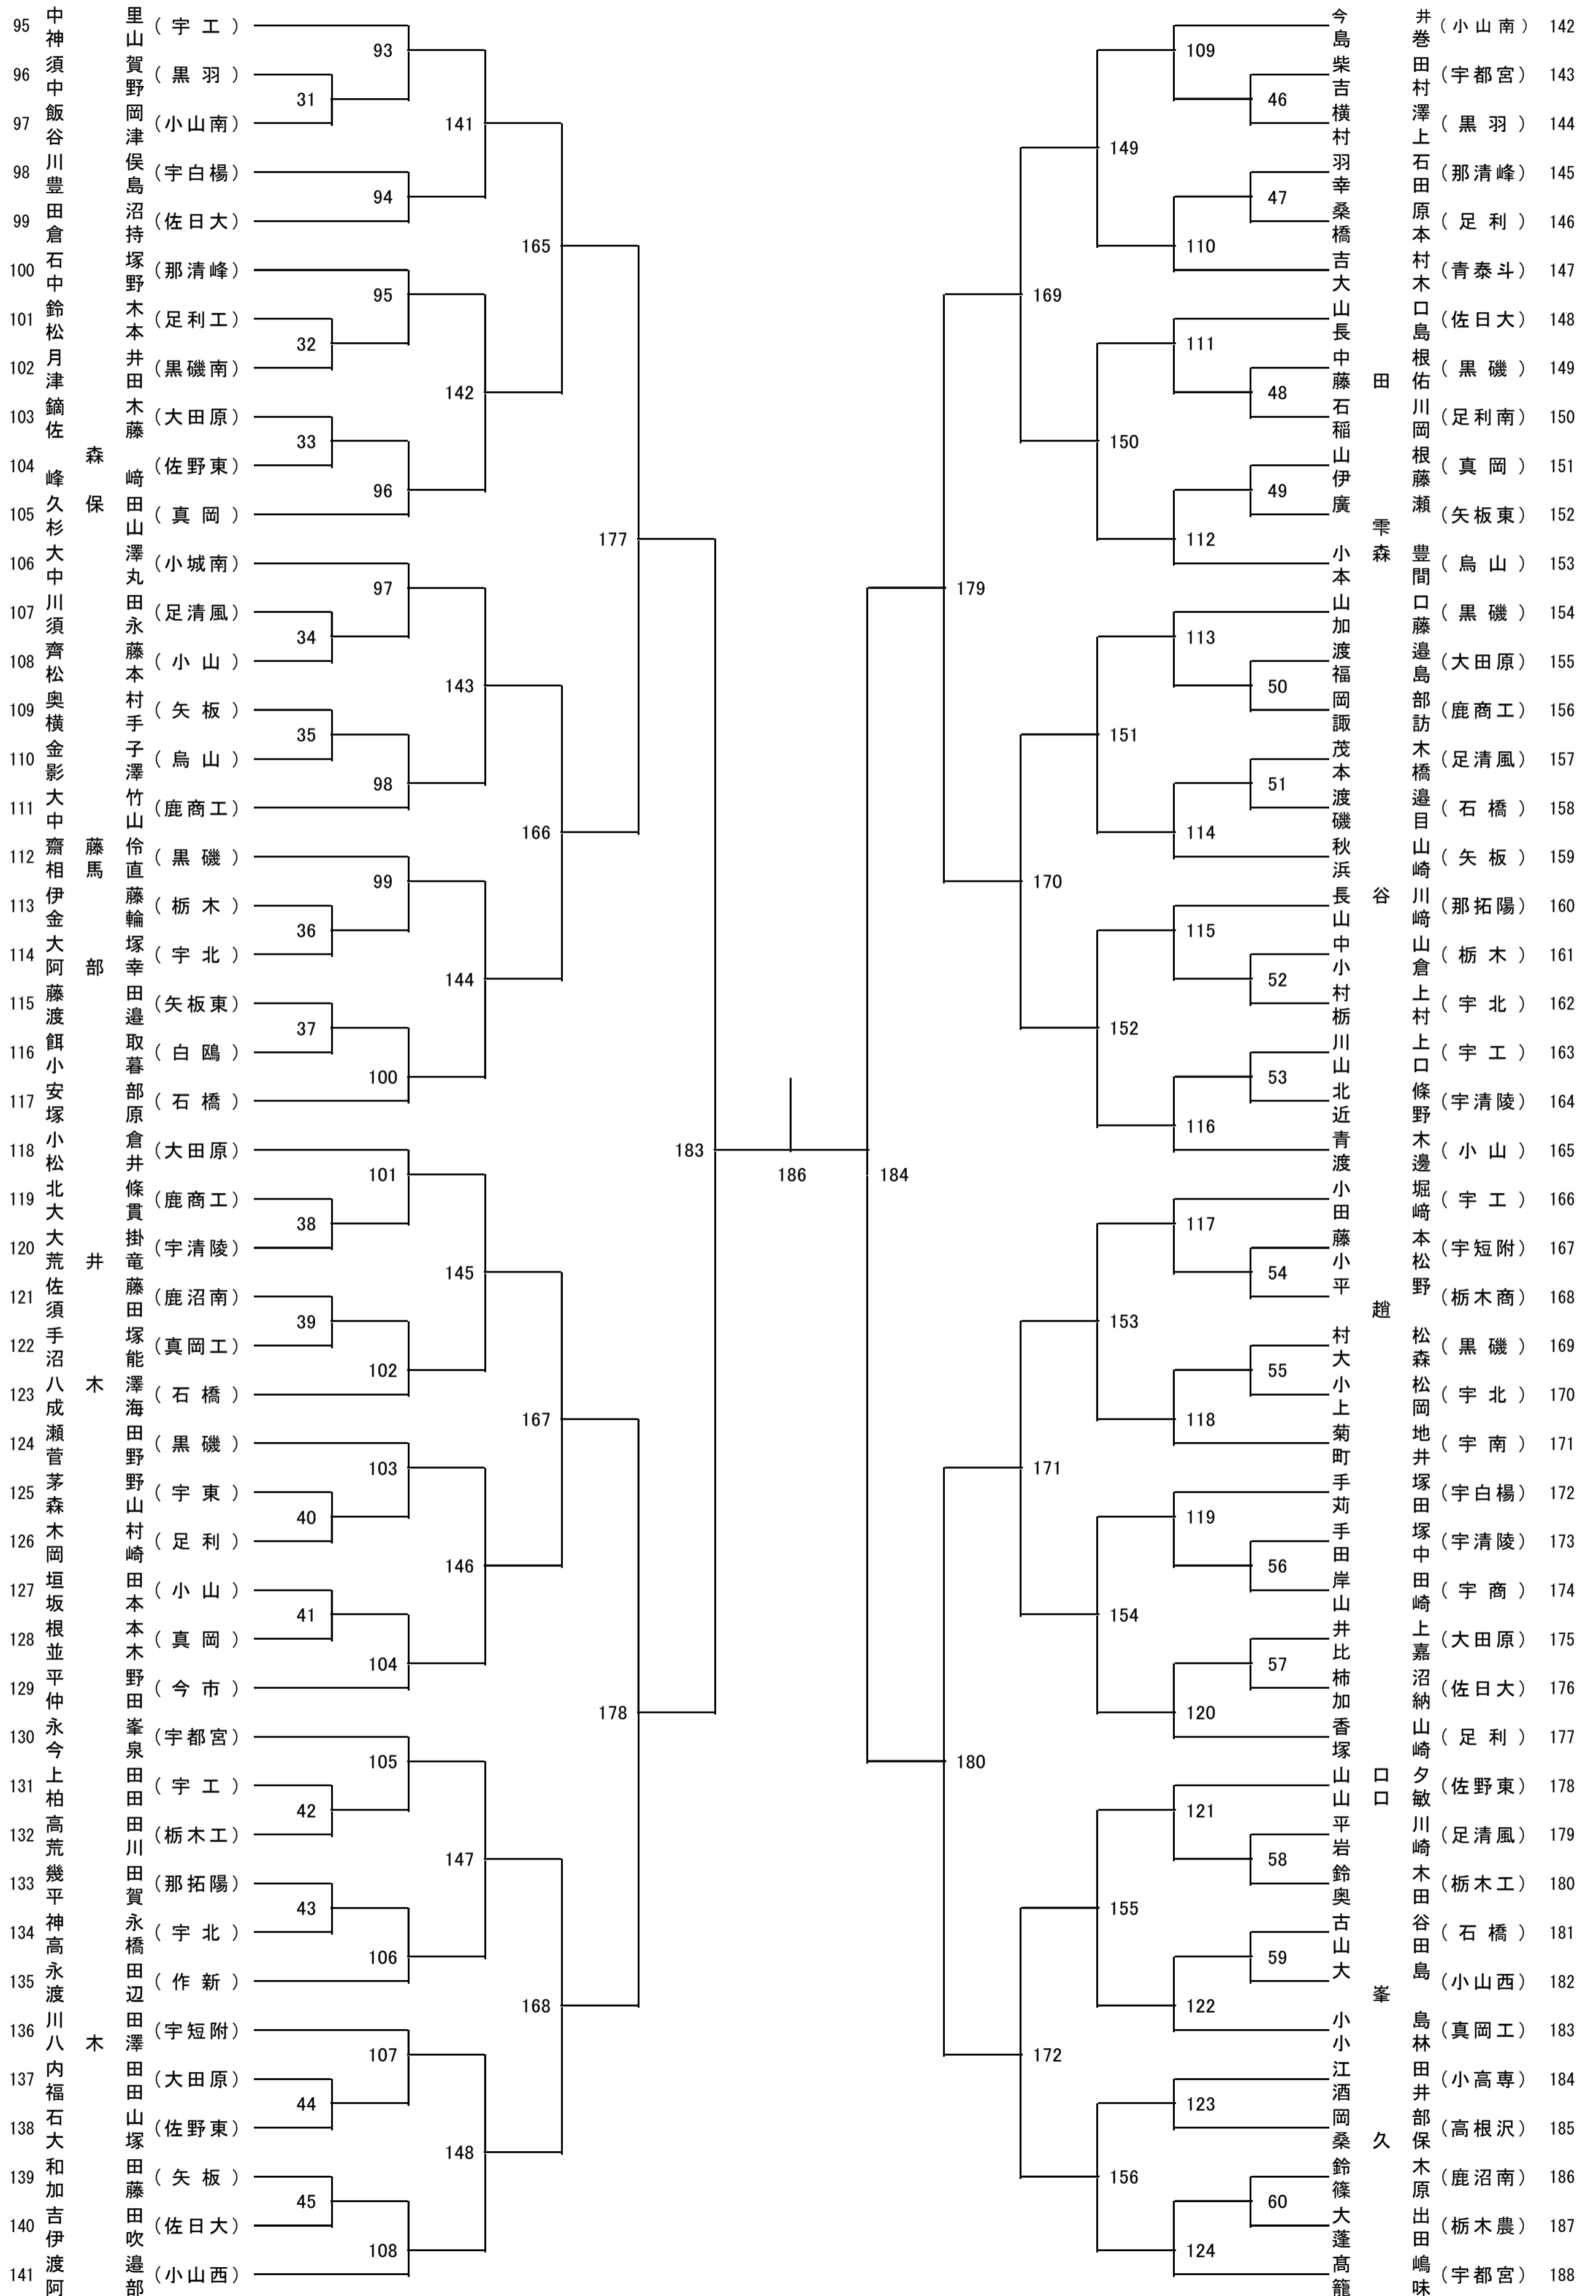 95 中里 神山 (宇工)
96 須賀 中野 (黒羽)
97 飯岡 谷津 (小山南)
98 川俣 豊島 (宇白楊)
99 田沼 倉持 (佐日大)
100 石塚 中野 (那清峰)
101 鈴木 松本 (足利工)
102 月井 津田 (黒磯南)
103 鏑木 佐藤 (大田原)
104 森 峰﨑 (佐野東)
105 久保田 杉山 (真岡)
106 大澤 中丸 (小城南)
107 川田 須永 (足清風)
108 齊藤 松本 (小山)
109 奥村 横手 (矢板)
110 金子 影澤 (烏山)
111 大竹 中山 (鹿商工)
112 齋藤伶 相馬直 (黒磯)
113 伊藤 金輪 (栃木)
114 大塚 阿部幸 (宇北)
115 藤田 渡邉 (矢板東)
116 餌取 小暮 (白鴎)
117 安部 塚原 (石橋)
118 小倉 松井 (大田原)
119 北條 大貫 (鹿商工)
120 大掛 荒井竜 (宇清陵)
121 佐藤 須田 (鹿沼南)
122 手塚 沼能 (真岡工)
123 八木澤 成海 (石橋)
124 瀬田 菅野 (黒磯)
125 茅野 森山 (宇東)
126 木村 岡崎 (足利)
127 垣田 坂本 (小山)
128 根本 並木 (真岡)
129 平野 仲田 (今市)
130 永峯 今泉 (宇都宮)
131 上田 柏田 (宇工)
132 高田 荒川 (栃木工)
133 幾田 平賀 (那拓陽)
134 神永 高橋 (宇北)
135 永田 渡辺 (作新)
136 川田 八木澤 (宇短附)
137 内田 福田 (大田原)
138 石山 大塚 (佐野東)
139 和田 加藤 (矢板)
140 吉田 伊吹 (佐日大)
141 渡邉 阿部 (小山西)
93
31
94
95
32
33
96
97
34
35
98
99
36
37
100
101
38
39
102
103
40
41
104
105
42
43
106
107
44
45
108
141
142
143
144
145
146
147
148
165
166
167
168
177
178
183
186
184
179
180
169
170
171
172
149
150
151
152
153
154
155
156
109
46
47
110
111
48
49
112
113
50
51
114
115
52
53
116
117
54
55
118
119
56
57
120
121
58
59
122
123
60
124
今井 島巻 (小山南) 142
柴田 吉村 (宇都宮) 143
横澤 村上 (黒羽) 144
羽石 幸田 (那清峰) 145
桑原 橋本 (足利) 146
吉村 大木 (青泰斗) 147
山口 長島 (佐日大) 148
中根 藤田佑 (黒磯) 149
石川 稲岡 (足利南) 150
山根 伊藤 (真岡) 151
廣瀬 雫 (矢板東) 152
小森豊 本間 (烏山) 153
山口 加藤 (黒磯) 154
渡邉 福島 (大田原) 155
岡部 諏訪 (鹿商工) 156
茂木 本橋 (足清風) 157
渡邉 磯目 (石橋) 158
秋山 浜崎 (矢板) 159
長谷川 山﨑 (那拓陽) 160
中山 小倉 (栃木) 161
村上 栃村 (宇北) 162
川上 山口 (宇工) 163
北條 近野 (宇清陵) 164
青木 渡邊 (小山) 165
小堀 田﨑 (宇工) 166
藤本 小松 (宇短附) 167
平野 趙 (栃木商) 168
村松 大森 (黒磯) 169
小松 上岡 (宇北) 170
菊地 町井 (宇南) 171
手塚 苅田 (宇白楊) 172
手塚 田中 (宇清陵) 173
岸田 山崎 (宇商) 174
井上 比嘉 (大田原) 175
柿沼 加納 (佐日大) 176
香山 塚崎 (足利) 177
山口夕 山口敏 (佐野東) 178
平川 岩崎 (足清風) 179
鈴木 奥田 (栃木工) 180
古谷 山田 (石橋) 181
大島 峯 (小山西) 182
小島 小林 (真岡工) 183
江田 酒井 (小高専) 184
岡部 桑久保 (高根沢) 185
鈴木 篠原 (鹿沼南) 186
大出 蓬田 (栃木農) 187
髙嶋 籠味 (宇都宮) 188